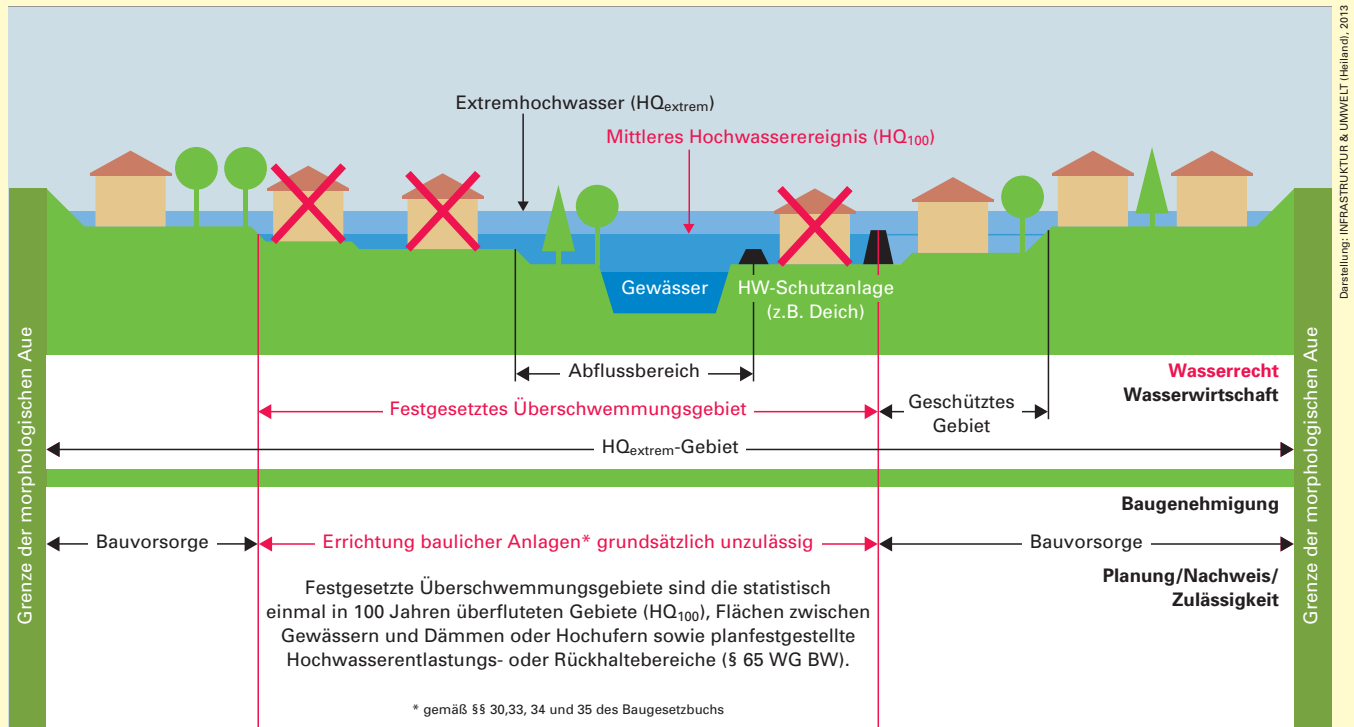 Darstellung: INFRASTRUKTUR & UMWELT (Heiland), 2013
Extremhochwasser (HQextrem)
Mittleres Hochwasserereignis (HQ100)
Gewässer
HW-Schutzanlage
(z.B. Deich)
Grenze der morphologischen Aue
Grenze der morphologischen Aue
Abflussbereich
Wasserrecht
Wasserwirtschaft
Festgesetztes Überschwemmungsgebiet
Geschütztes
Gebiet
HQextrem-Gebiet
Baugenehmigung
Bauvorsorge
Errichtung baulicher Anlagen* grundsätzlich unzulässig
Bauvorsorge
Planung/Nachweis/
Zulässigkeit
Festgesetzte Überschwemmungsgebiete sind die statistisch
einmal in 100 Jahren überfluteten Gebiete (HQ100), Flächen zwischen
Gewässern und Dämmen oder Hochufern sowie planfestgestellte
Hochwasserentlastungs- oder Rückhaltebereiche (§ 65 WG BW).
* gemäß §§ 30,33, 34 und 35 des Baugesetzbuchs